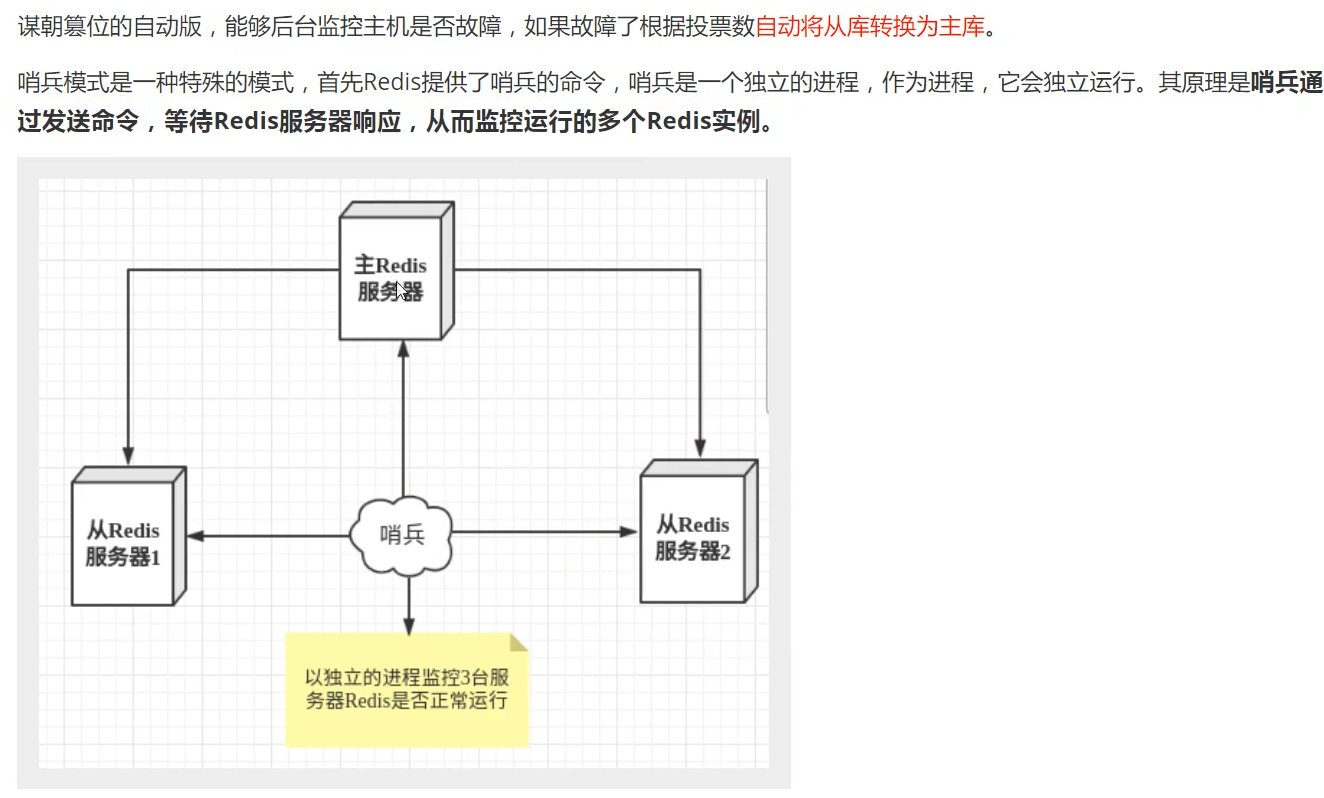 谋朝篡位的自动版，能够后台监控主机是否故障，如果故障了根据投票数自动将从库转换为主库。
哨兵模式是一种特殊的模式，首先Redis提供了哨兵的命令，哨兵是一个独立的进程，作为进程，它会独立运行。其原理是哨兵通
过发送命令，等待Redis服务器响应，从而监控运行的多个Redis实例。
主Redis
服务器
从Redis
服务器1
哨兵
从Redis
服务器2
以独立的进程监控3台服
务器Redis是否正常运行